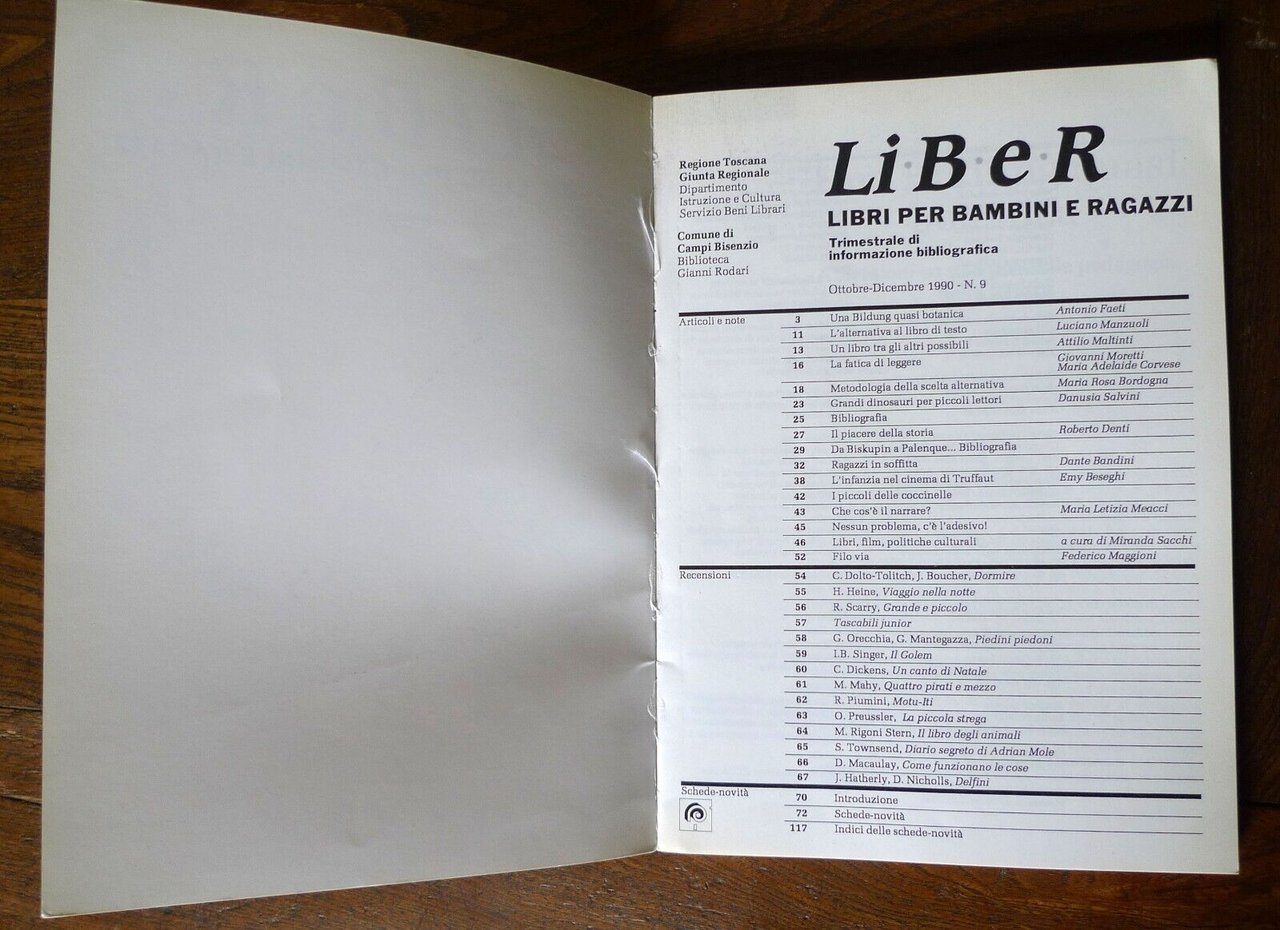 Regione Toscana
Giunta Regionale
Dipartimento
Istruzione e Cultura
Servizio Beni Librari
Comune di
Campi Bisenzio
Biblioteca
Gianni Rodari
Li·B·e·R
LIBRI PER BAMBINI E RAGAZZI
Trimestrale di
informazione bibliografica
Ottobre-Dicembre 1990 - N. 9
Articoli e note
3 Una Bildung quasi botanica Antonio Faeti
11 L'alternativa al libro di testo Luciano Manzuoli
13 Un libro tra gli altri possibili Attilio Maltinti
16 La fatica di leggere Giovanni Moretti
Maria Adelaide Corvese
18 Metodologia della scelta alternativa Maria Rosa Bordogna
23 Grandi dinosauri per piccoli lettori Danusia Salvini
25 Bibliografia
27 Il piacere della storia Roberto Denti
29 Da Biskupin a Palenque... Bibliografia
32 Ragazzi in soffitta Dante Bandini
38 L'infanzia nel cinema di Truffaut Emy Beseghi
42 I piccoli delle coccinelle
43 Che cos'è il narrare? Maria Letizia Meacci
45 Nessun problema, c'è l'adesivo!
46 Libri, film, politiche culturali a cura di Miranda Sacchi
52 Filo via Federico Maggioni
Recensioni
54 C. Dolto-Tolitch, J. Boucher, Dormire
55 H. Heine, Viaggio nella notte
56 R. Scarry, Grande e piccolo
57 Tascabili junior
58 G. Orecchia, G. Mantegazza, Piedini piedoni
59 I.B. Singer, Il Golem
60 C. Dickens, Un canto di Natale
61 M. Mahy, Quattro pirati e mezzo
62 R. Piumini, Motu-Iti
63 O. Preussler, La piccola strega
64 M. Rigoni Stern, Il libro degli animali
65 S. Townsend, Diario segreto di Adrian Mole
66 D. Macaulay, Come funzionano le cose
67 J. Hatherly, D. Nicholls, Delfini
Schede-novità
70 Introduzione
72 Schede-novità
117 Indici delle schede-novità